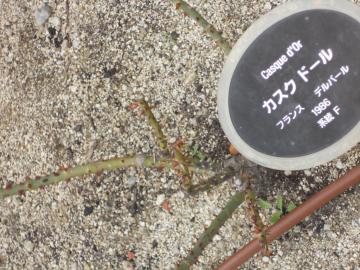 Casque d'Or
カスク ドール
フランス デルバール
1986
系統 F